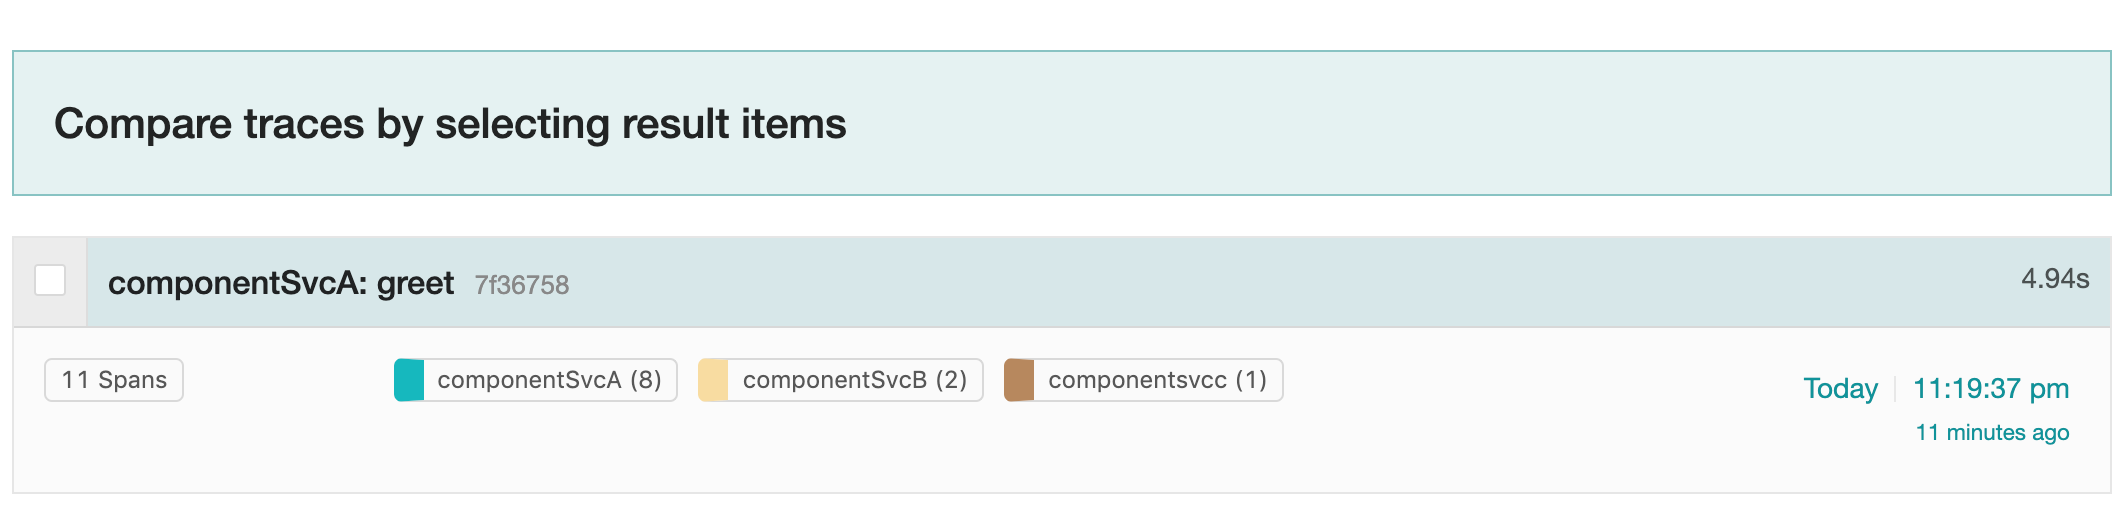 Compare traces by selecting result items
componentSvcA: greet 7f36758 4.94s
11 Spans componentSvcA (8) componentSvcB (2) componentsvcc (1) Today 11:19:37 pm
11 minutes ago